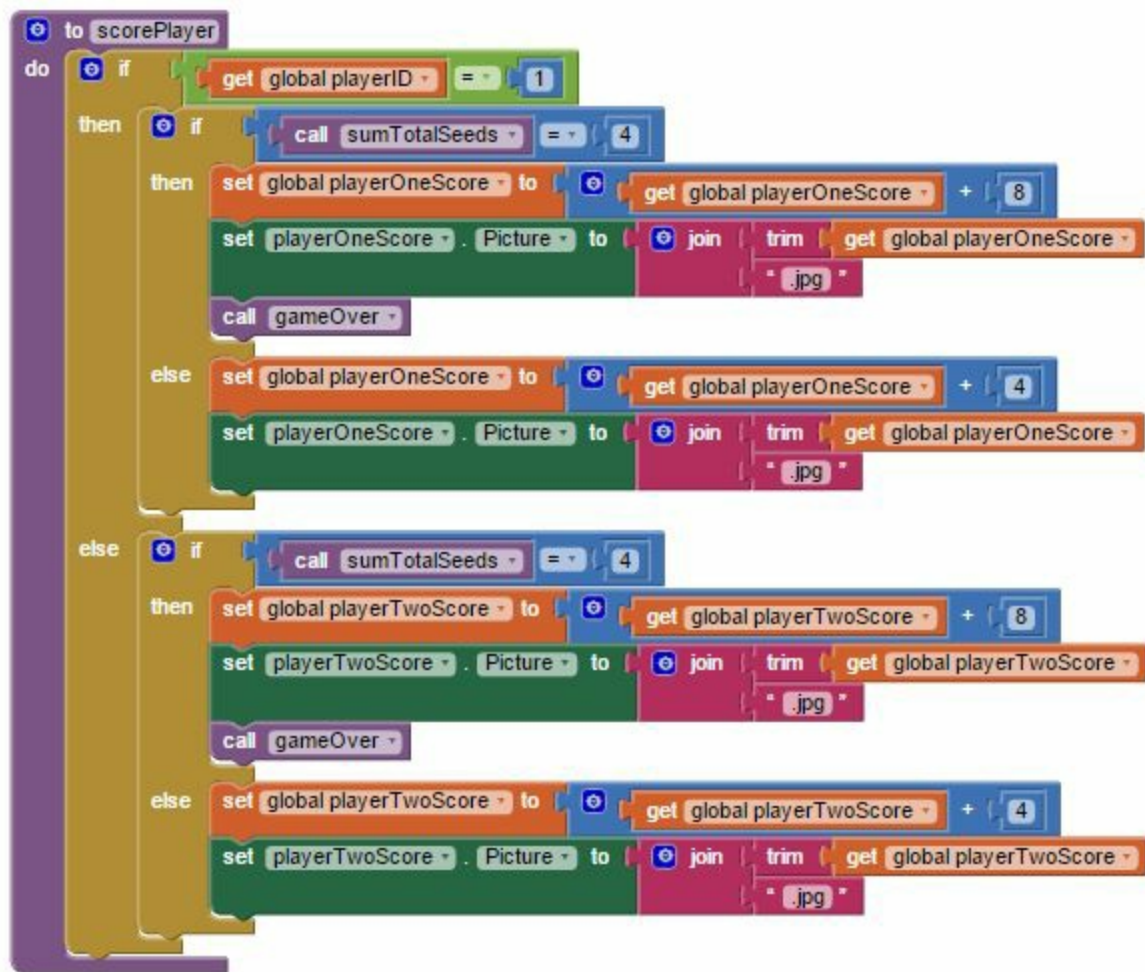 to scorePlayer
do if get global playerID = 1
then if call sumTotalSeeds = 4
then set global playerOneScore to get global playerOneScore + 8
set playerOneScore . Picture to join trim get global playerOneScore
" .jpg "
call gameOver
else set global playerOneScore to get global playerOneScore + 4
set playerOneScore . Picture to join trim get global playerOneScore
" .jpg "
else if call sumTotalSeeds = 4
then set global playerTwoScore to get global playerTwoScore + 8
set playerTwoScore . Picture to join trim get global playerTwoScore
" .jpg "
call gameOver
else set global playerTwoScore to get global playerTwoScore + 4
set playerTwoScore . Picture to join trim get global playerTwoScore
" .jpg "